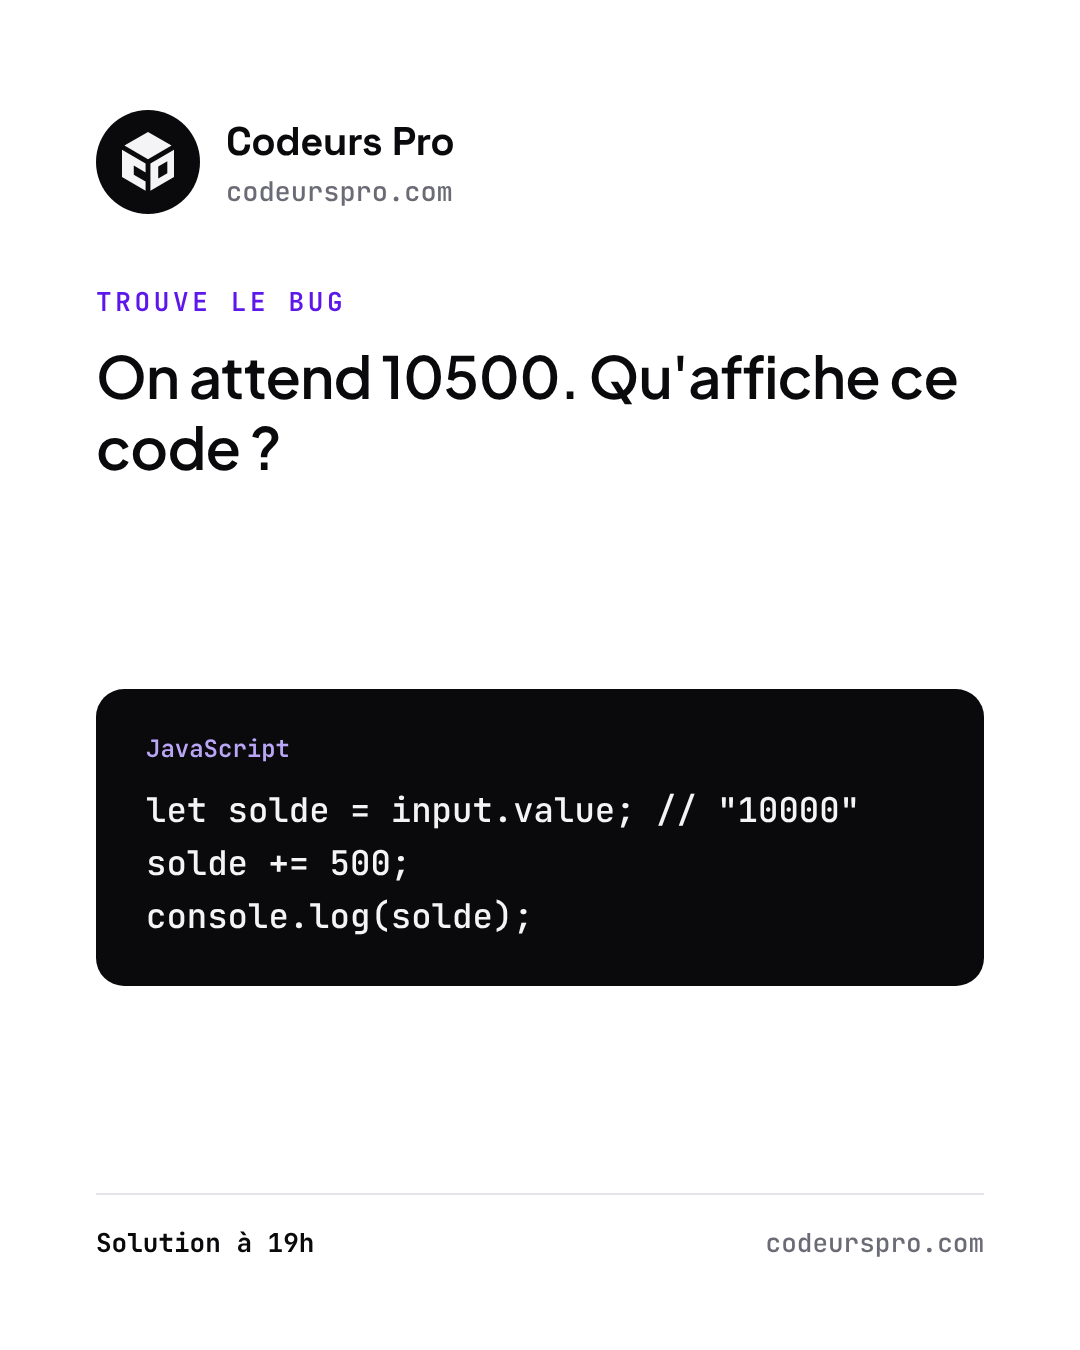 Codeurs Pro
codeurspro.com
TROUVE LE BUG
On attend 10500. Qu'affiche ce
code ?
JavaScript
let solde = input.value; // "10000"
solde += 500;
console.log(solde);
Solution à 19h
codeurspro.com